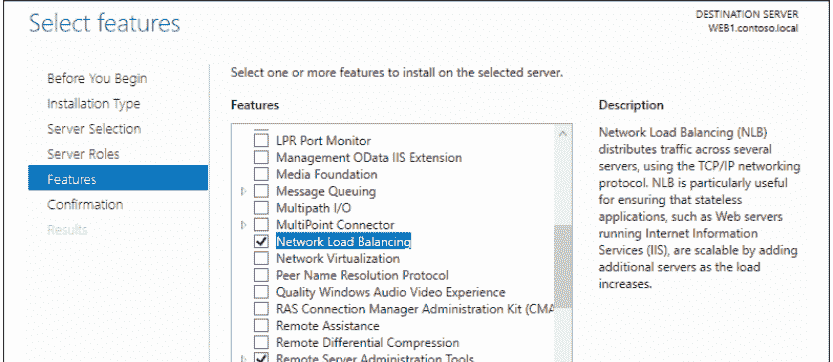 Select features
DESTINATION SERVER
WEB1.contoso.local
Before You Begin
Installation Type
Server Selection
Server Roles
Features
Confirmation
Results
Select one or more features to install on the selected server.
Features
LPR Port Monitor
Management OData IIS Extension
Media Foundation
Message Queuing
Multipath I/O
MultiPoint Connector
Network Load Balancing
Network Virtualization
Peer Name Resolution Protocol
Quality Windows Audio Video Experience
RAS Connection Manager Administration Kit (CMA
Remote Assistance
Remote Differential Compression
Remote Server Administration Tools
Description
Network Load Balancing (NLB)
distributes traffic across several
servers, using the TCP/IP networking
protocol. NLB is particularly useful
for ensuring that stateless
applications, such as Web servers
running Internet Information
Services (IIS), are scalable by adding
additional servers as the load
increases.